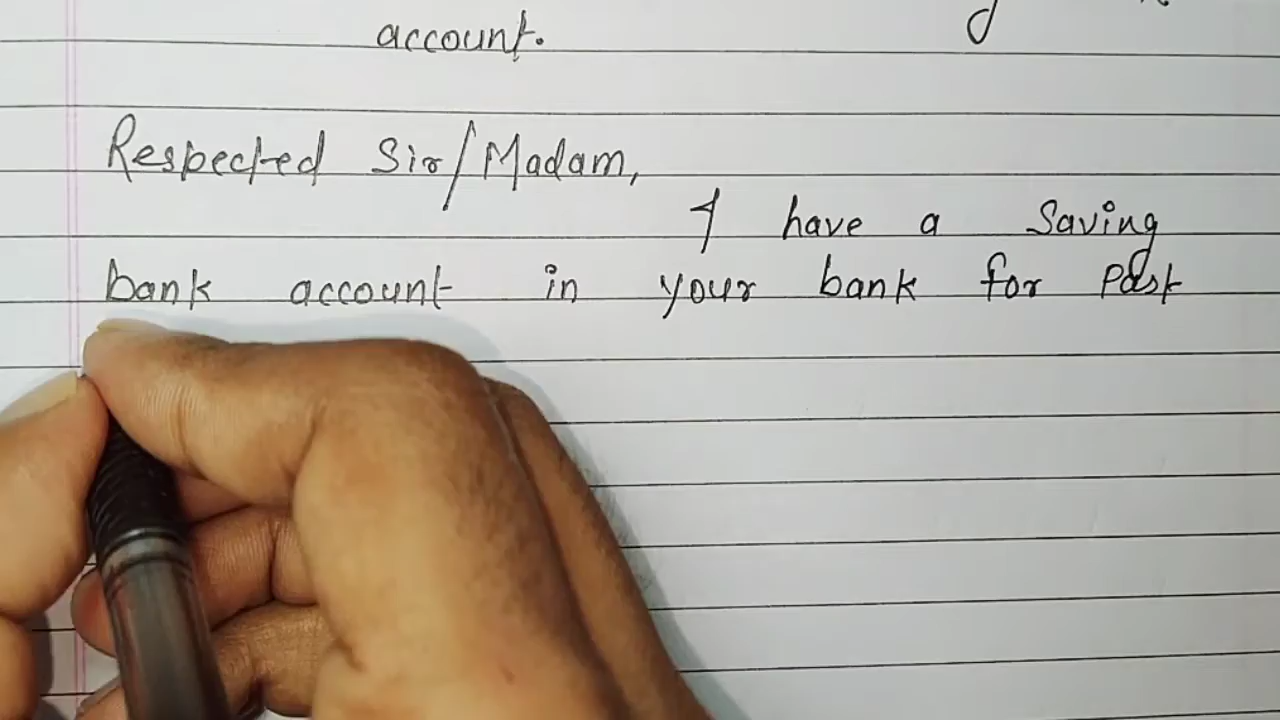 account.
Respected Sir/Madam,
I have a Saving
bank account in your bank for Past